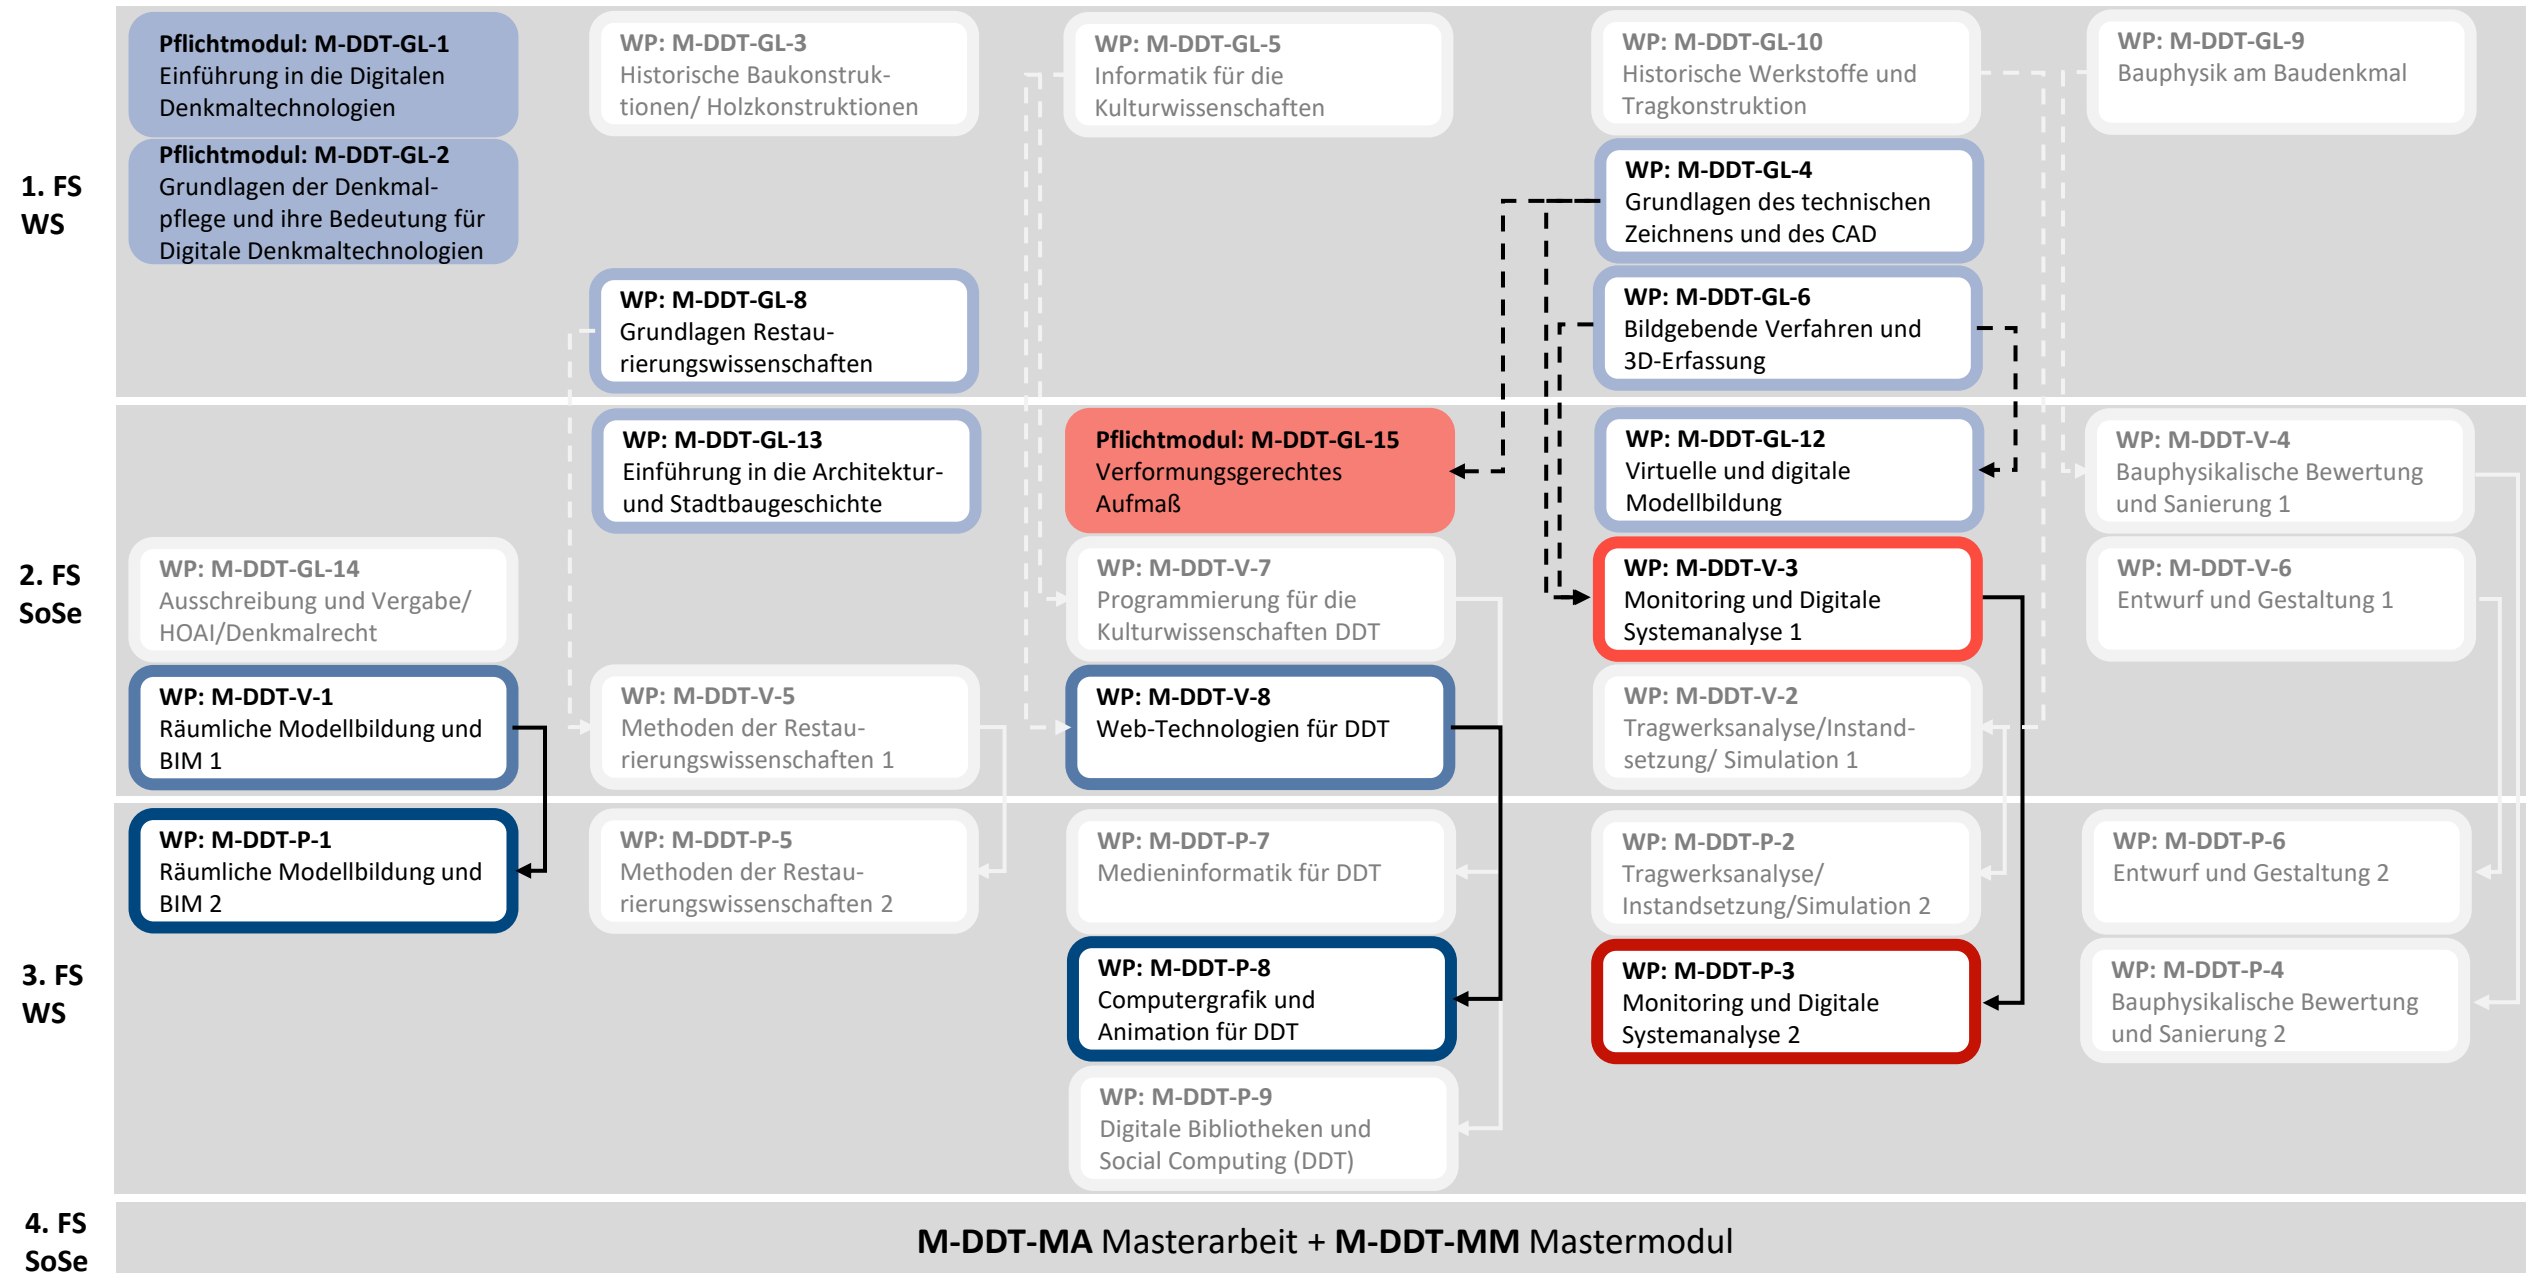 1. FS
WS
Pflichtmodul: M-DDT-GL-1
Einführung in die Digitalen
Denkmaltechnologien
WP: M-DDT-GL-3
Historische Baukonstruk-
tionen/ Holzkonstruktionen
WP: M-DDT-GL-5
Informatik für die
Kulturwissenschaften
WP: M-DDT-GL-10
Historische Werkstoffe und
Tragkonstruktion
WP: M-DDT-GL-9
Bauphysik am Baudenkmal
Pflichtmodul: M-DDT-GL-2
Grundlagen der Denkmal-
pflege und ihre Bedeutung für
Digitale Denkmaltechnologien
WP: M-DDT-GL-4
Grundlagen des technischen
Zeichnens und des CAD
WP: M-DDT-GL-8
Grundlagen Restau-
rierungswissenschaften
WP: M-DDT-GL-6
Bildgebende Verfahren und
3D-Erfassung
2. FS
SoSe
WP: M-DDT-GL-13
Einführung in die Architektur-
und Stadtbaugeschichte
Pflichtmodul: M-DDT-GL-15
Verformungsgerechtes
Aufmaß
WP: M-DDT-GL-12
Virtuelle und digitale
Modellbildung
WP: M-DDT-V-4
Bauphysikalische Bewertung
und Sanierung 1
WP: M-DDT-GL-14
Ausschreibung und Vergabe/
HOAI/Denkmalrecht
WP: M-DDT-V-7
Programmierung für die
Kulturwissenschaften DDT
WP: M-DDT-V-3
Monitoring und Digitale
Systemanalyse 1
WP: M-DDT-V-6
Entwurf und Gestaltung 1
WP: M-DDT-V-1
Räumliche Modellbildung und
BIM 1
WP: M-DDT-V-5
Methoden der Restau-
rierungswissenschaften 1
WP: M-DDT-V-8
Web-Technologien für DDT
WP: M-DDT-V-2
Tragwerksanalyse/Instand-
setzung/ Simulation 1
3. FS
WS
WP: M-DDT-P-1
Räumliche Modellbildung und
BIM 2
WP: M-DDT-P-5
Methoden der Restau-
rierungswissenschaften 2
WP: M-DDT-P-7
Medieninformatik für DDT
WP: M-DDT-P-2
Tragwerksanalyse/
Instandsetzung/Simulation 2
WP: M-DDT-P-6
Entwurf und Gestaltung 2
WP: M-DDT-P-8
Computergrafik und
Animation für DDT
WP: M-DDT-P-3
Monitoring und Digitale
Systemanalyse 2
WP: M-DDT-P-4
Bauphysikalische Bewertung
und Sanierung 2
WP: M-DDT-P-9
Digitale Bibliotheken und
Social Computing (DDT)
4. FS
SoSe
M-DDT-MA Masterarbeit + M-DDT-MM Mastermodul